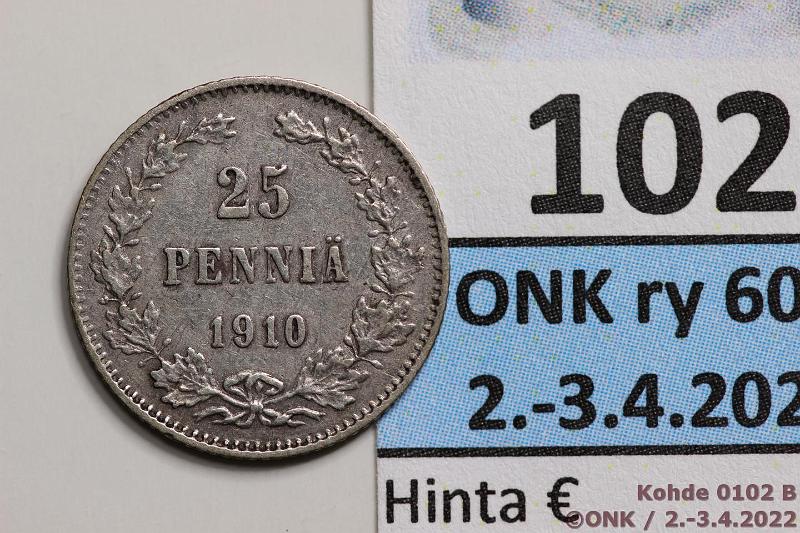 25
PENNIÄ
1910
102
ONK ry 60
2.-3.4.202
Hinta €
Kohde 0102 B
©ONK / 2.-3.4.2022